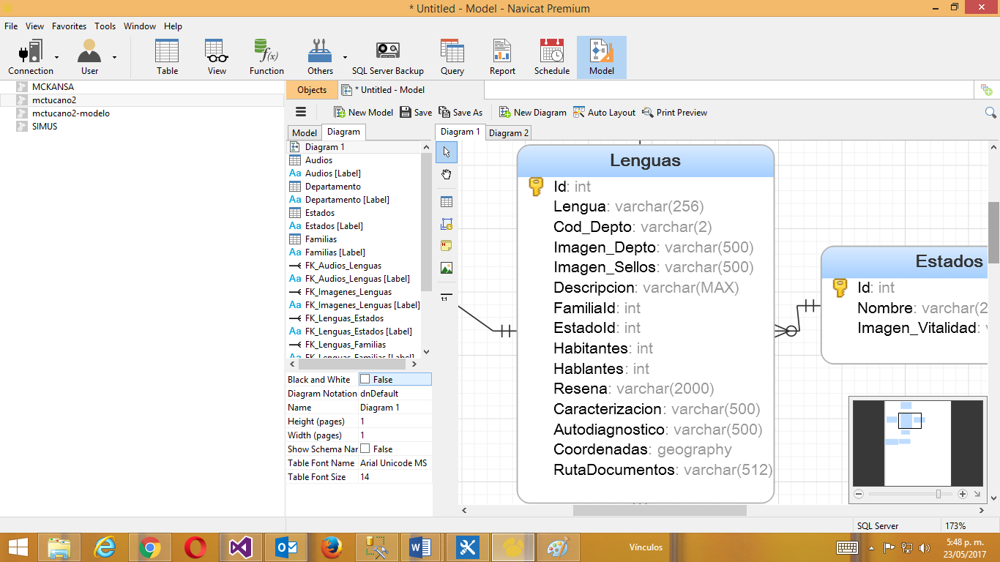 * Untitled - Model - Navicat Premium
File View Favorites Tools Window Help
Connection User Table View Function Others SQL Server Backup Query Report Schedule Model
f(x)
MCKANSA
mctucano2
mctucano2-modelo
SIMUS
Objects * Untitled - Model
New Model Save Save As New Diagram Auto Layout Print Preview
Model Diagram
Diagram 1
Audios
Aa Audios [Label]
Departamento
Aa Departamento [Label]
Estados
Aa Estados [Label]
Familias
Aa Familias [Label]
FK_Audios_Lenguas
Aa FK_Audios_Lenguas [Label]
FK_Imagenes_Lenguas
Aa FK_Imagenes_Lenguas [Label]
FK_Lenguas_Estados
Aa FK_Lenguas_Estados [Label]
FK_Lenguas_Familias
Aa FK_Lenguas_Familias [Label]
Black and White False
Diagram Notation dnDefault
Name Diagram 1
Height (pages) 1
Width (pages) 1
Show Schema Nar False
Table Font Name Arial Unicode MS
Table Font Size 14
Diagram 1 Diagram 2
1:1
Lenguas
Id: int
Lengua: varchar(256)
Cod_Depto: varchar(2)
Imagen_Depto: varchar(500)
Imagen_Sellos: varchar(500)
Descripcion: varchar(MAX)
FamiliaId: int
EstadoId: int
Habitantes: int
Hablantes: int
Resena: varchar(2000)
Caracterizacion: varchar(500)
Autodiagnostico: varchar(500)
Coordenadas: geography
RutaDocumentos: varchar(512)
Estados
Id: int
Nombre: varchar(2
Imagen_Vitalidad:
SQL Server 173%
Vínculos
5:48 p. m.
23/05/2017